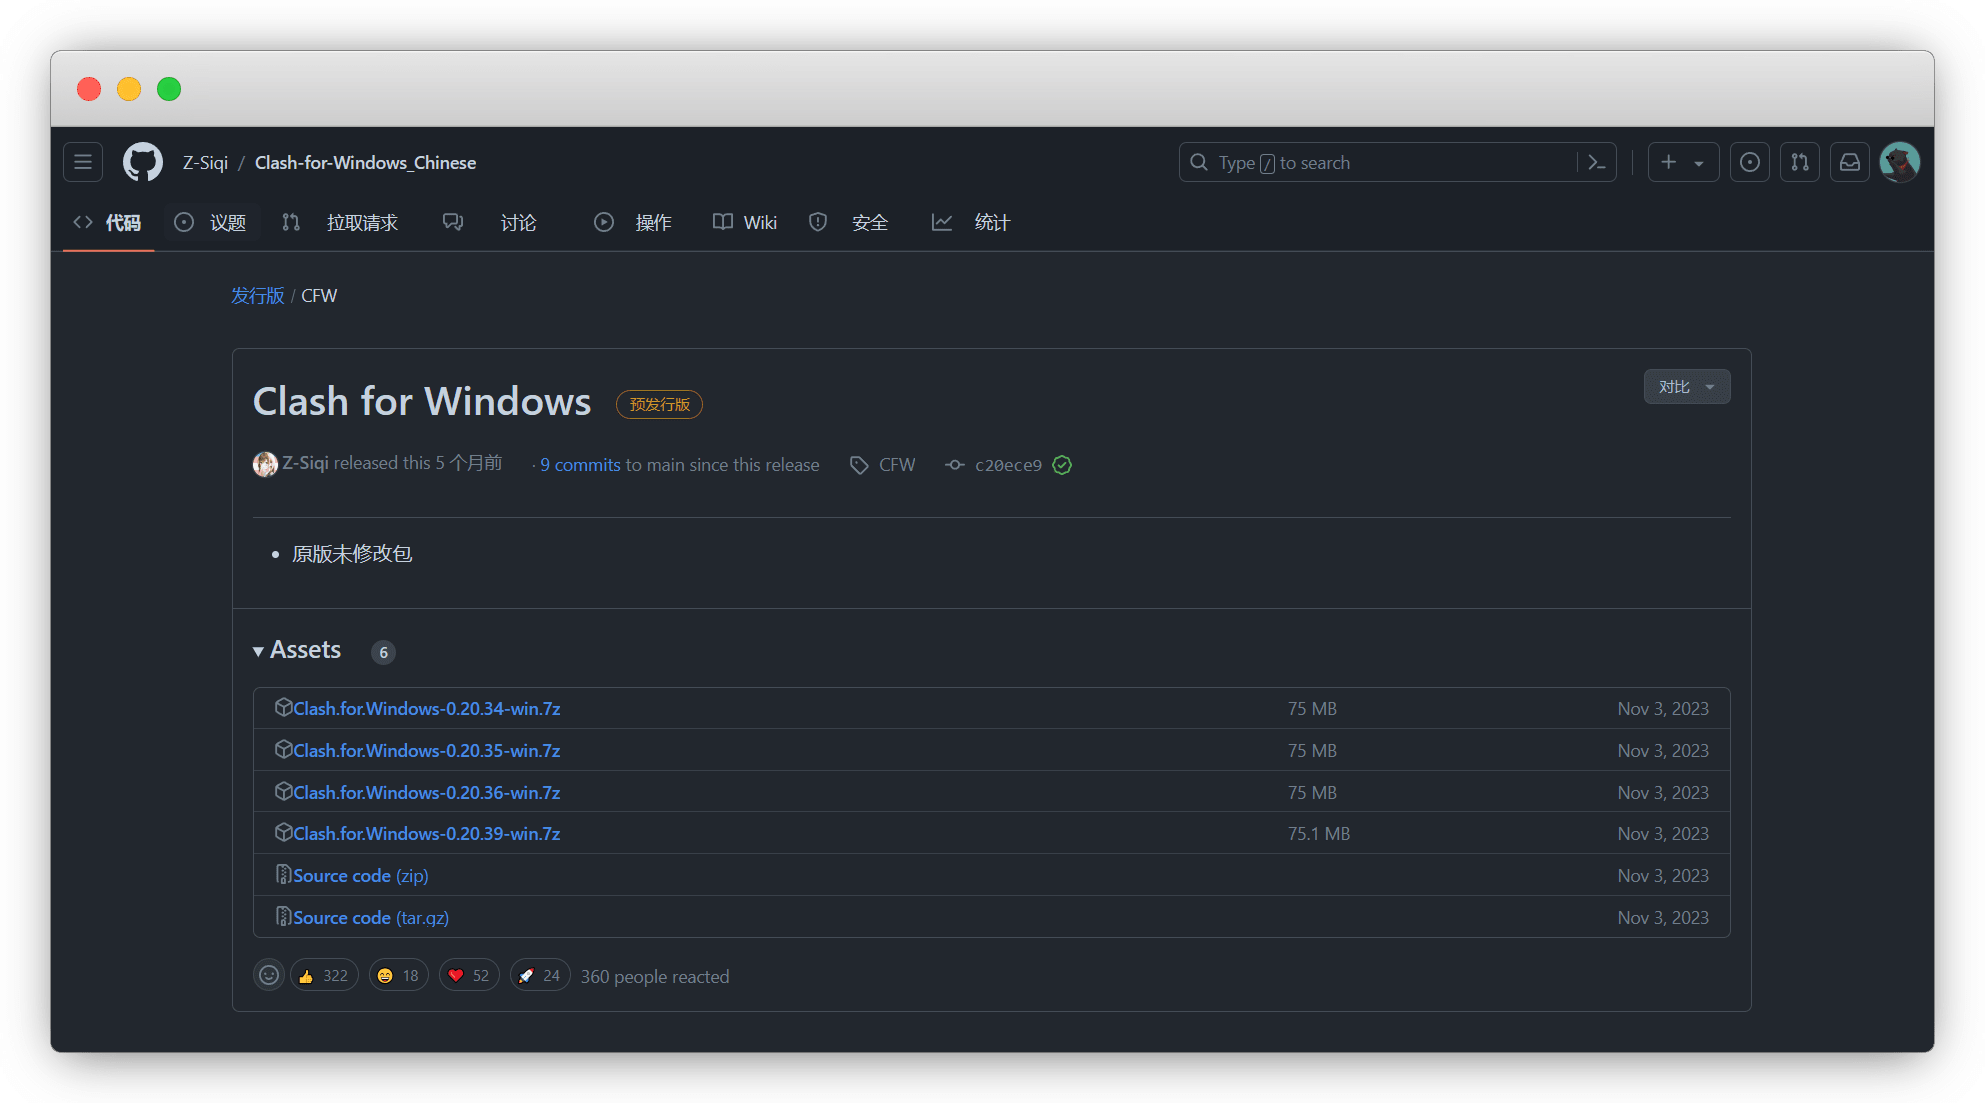 Z-Siqi / Clash-for-Windows_Chinese
Type / to search
代码 议题 拉取请求 讨论 操作 Wiki 安全 统计
发行版 / CFW
Clash for Windows 预发行版
对比
Z-Siqi released this 5 个月前 · 9 commits to main since this release CFW c20ece9
• 原版未修改包
Assets 6
Clash.for.Windows-0.20.34-win.7z 75 MB Nov 3, 2023
Clash.for.Windows-0.20.35-win.7z 75 MB Nov 3, 2023
Clash.for.Windows-0.20.36-win.7z 75 MB Nov 3, 2023
Clash.for.Windows-0.20.39-win.7z 75.1 MB Nov 3, 2023
Source code (zip) Nov 3, 2023
Source code (tar.gz) Nov 3, 2023
👍 322 😄 18 ❤️ 52 🚀 24 360 people reacted